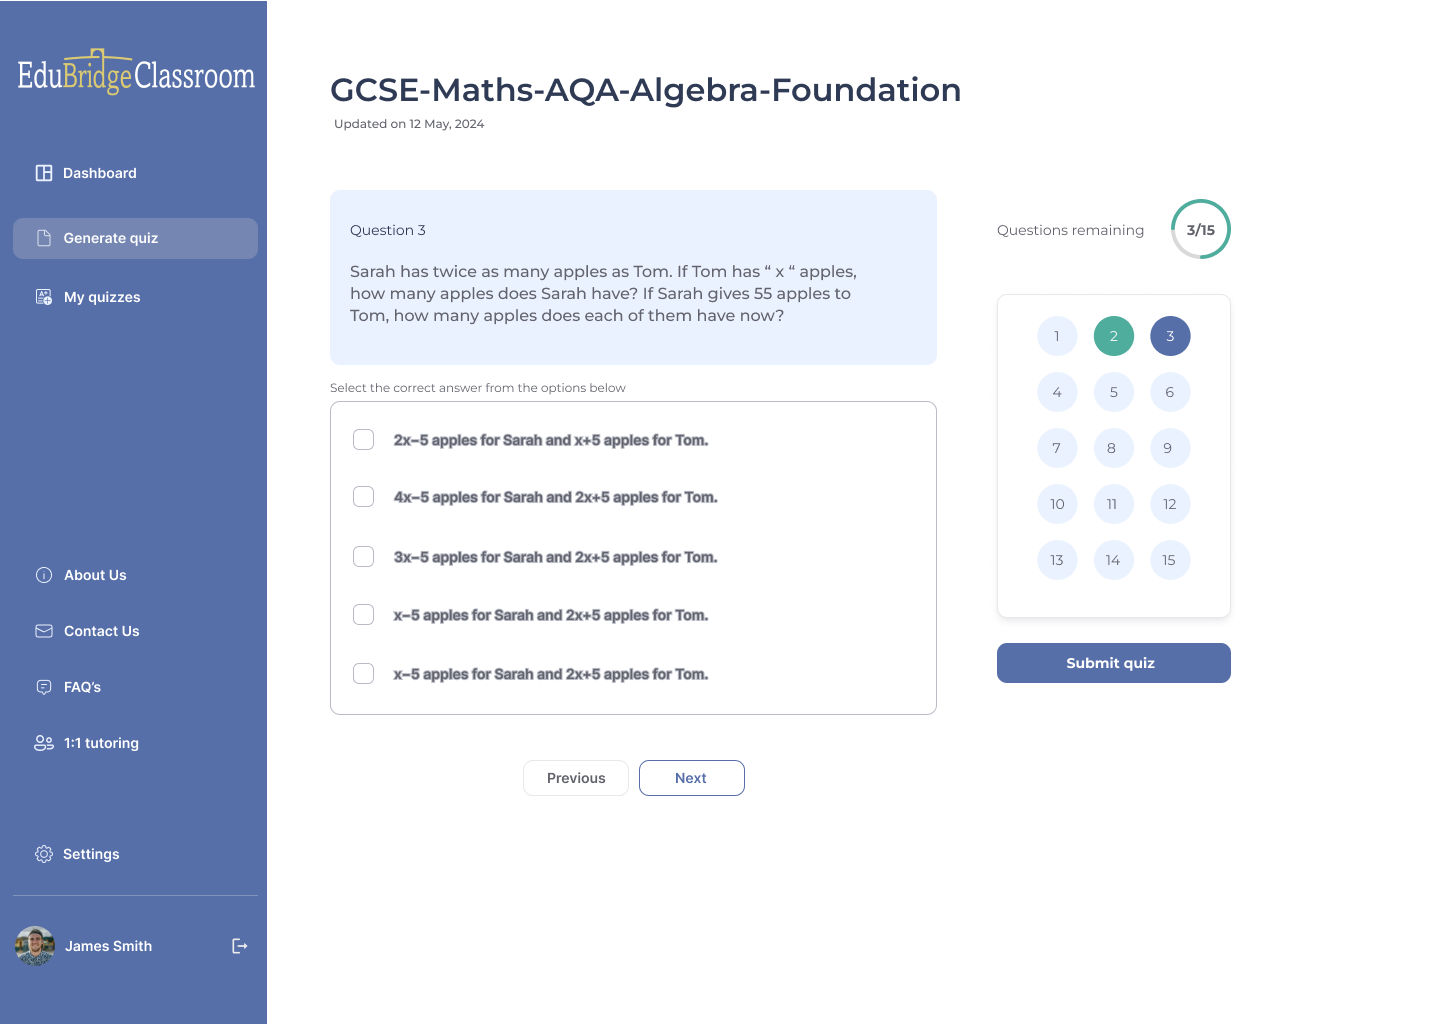 EduBridgeClassroom
Dashboard
Generate quiz
My quizzes
About Us
Contact Us
FAQ’s
1:1 tutoring
Settings
James Smith
GCSE-Maths-AQA-Algebra-Foundation
Updated on 12 May, 2024
Question 3
Sarah has twice as many apples as Tom. If Tom has “ x “ apples,
how many apples does Sarah have? If Sarah gives 55 apples to
Tom, how many apples does each of them have now?
Select the correct answer from the options below
2x−5 apples for Sarah and x+5 apples for Tom.
4x−5 apples for Sarah and 2x+5 apples for Tom.
3x−5 apples for Sarah and 2x+5 apples for Tom.
x−5 apples for Sarah and 2x+5 apples for Tom.
x−5 apples for Sarah and 2x+5 apples for Tom.
Previous Next
Questions remaining 3/15
1 2 3
4 5 6
7 8 9
10 11 12
13 14 15
Submit quiz